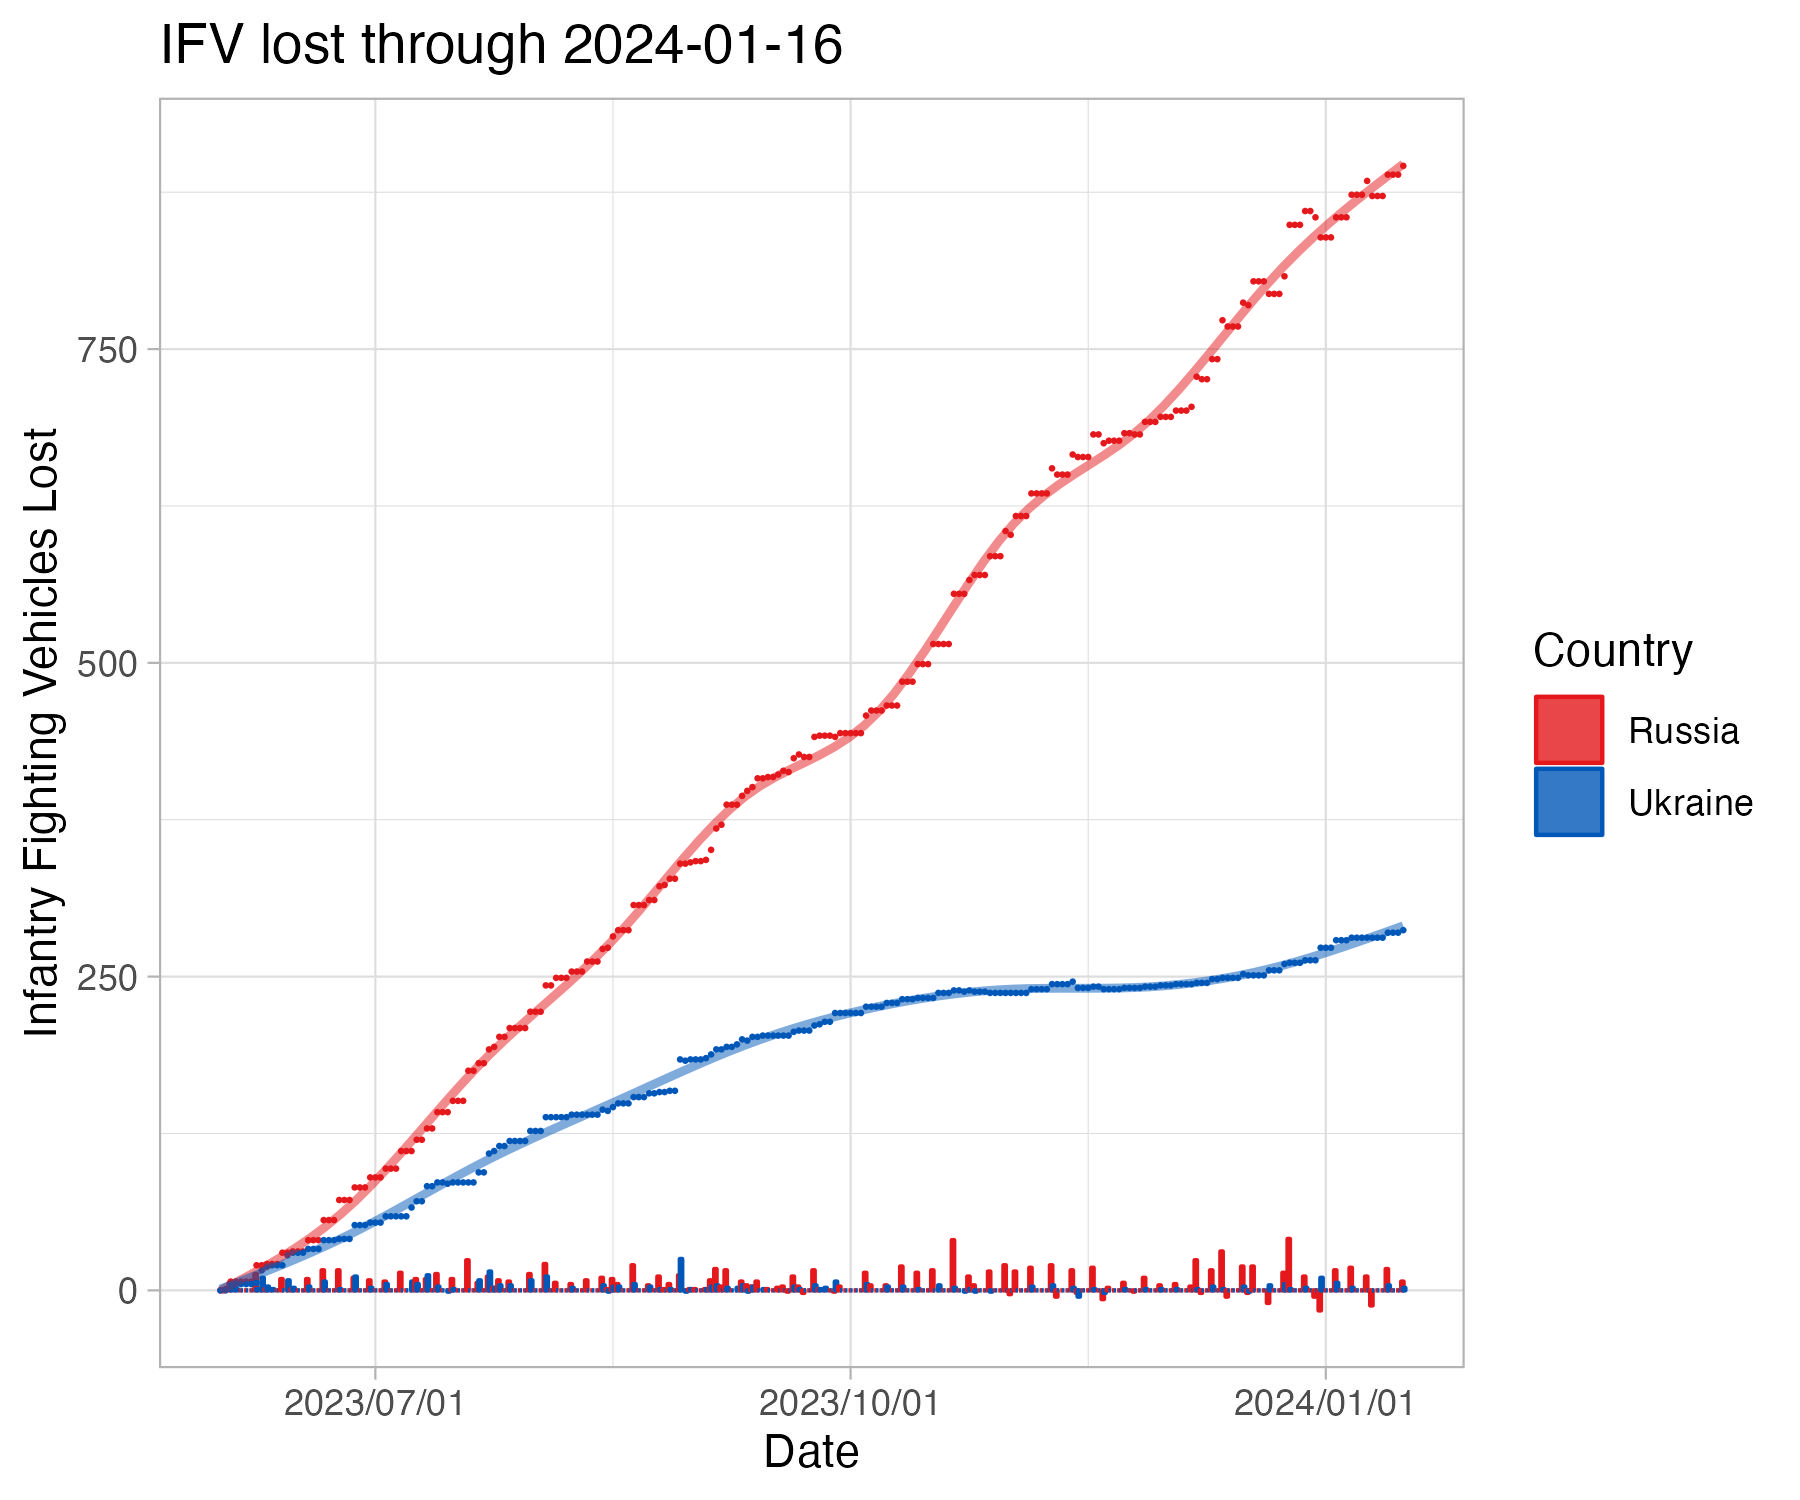 IFV lost through 2024-01-16
Infantry Fighting Vehicles Lost
750
500
250
0
2023/07/01
2023/10/01
2024/01/01
Date
Country
Russia
Ukraine